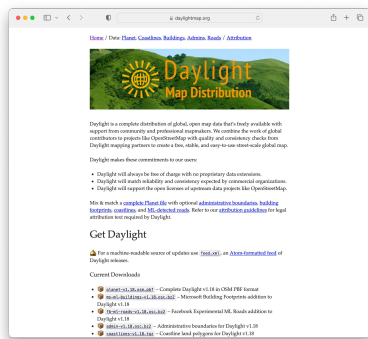 daylightmap.org
Home / Data: Planet, Coastlines, Buildings, Admins, Roads / Attribution
Daylight
Map Distribution
Daylight is a complete distribution of global, open map data that's freely available with
support from community and professional mapmakers. We combine the work of global
contributors to projects like OpenStreetMap with quality and consistency checks from
Daylight mapping partners to create a free, stable, and easy-to-use street-scale global map.
Daylight makes these commitments to our users:
• Daylight will always be free of charge with no proprietary data extensions.
• Daylight will match reliability and consistency expected by commercial organizations.
• Daylight will support the open licenses of upstream data projects like OpenStreetMap.
Mix & match a complete Planet file with optional administrative boundaries, building
footprints, coastlines, and ML-detected roads. Refer to our attribution guidelines for legal
attribution text required by Daylight.
Get Daylight
For a machine-readable source of updates use feed.xml, an Atom-formatted feed of
Daylight releases.
Current Downloads
• planet-v1.18.osm.pbf – Complete Daylight v1.18 in OSM PBF format
• ms-ml-buildings-v1.18.osc.bz2 – Microsoft Building Footprints addition to
Daylight v1.18
• fb-ml-roads-v1.18.osc.bz2 – Facebook Experimental ML Roads addition to
Daylight v1.18
• admin-v1.18.osc.bz2 – Administrative boundaries for Daylight v1.18
• coastlines-v1.18.tgz – Coastline land polygons for Daylight v1.18